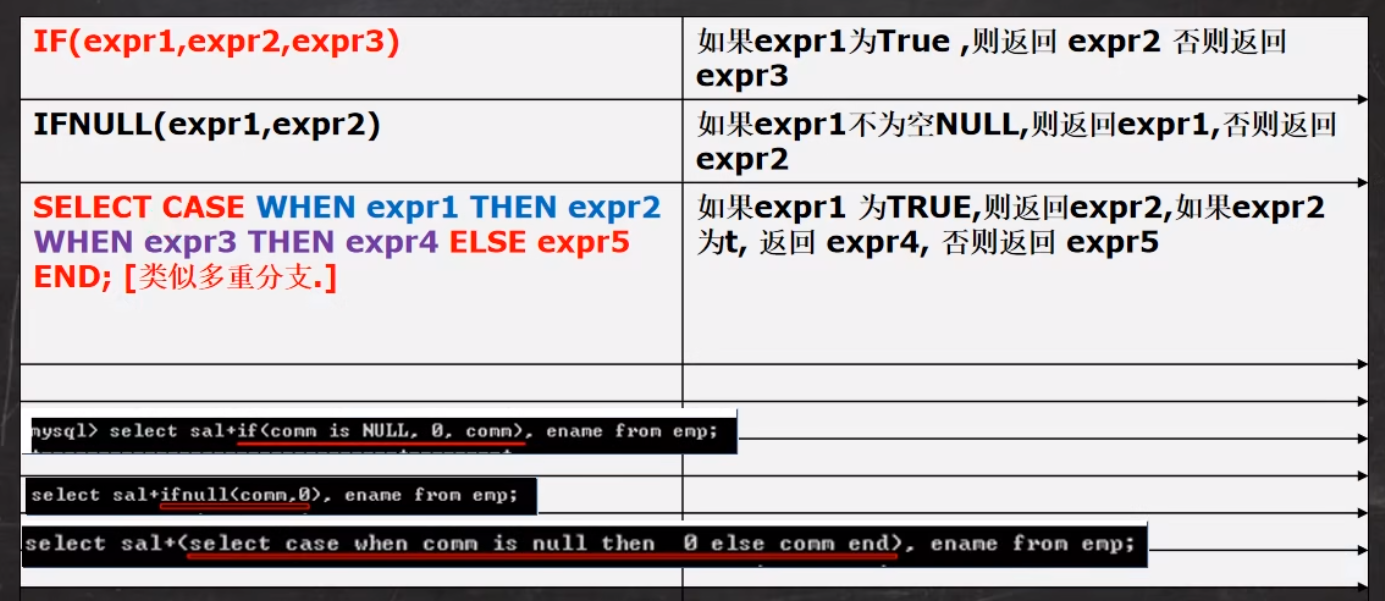 IF(expr1,expr2,expr3)
如果expr1为True ,则返回 expr2 否则返回
expr3
IFNULL(expr1,expr2)
如果expr1不为空NULL,则返回expr1,否则返回
expr2
SELECT CASE WHEN expr1 THEN expr2
WHEN expr3 THEN expr4 ELSE expr5
END; [类似多重分支.]
如果expr1 为TRUE,则返回expr2,如果expr2
为t, 返回 expr4, 否则返回 expr5
mysql> select sal+if(comm is NULL, 0, comm), ename from emp;
select sal+ifnull(comm,0), ename from emp;
select sal+(select case when comm is null then  0 else comm end), ename from emp;